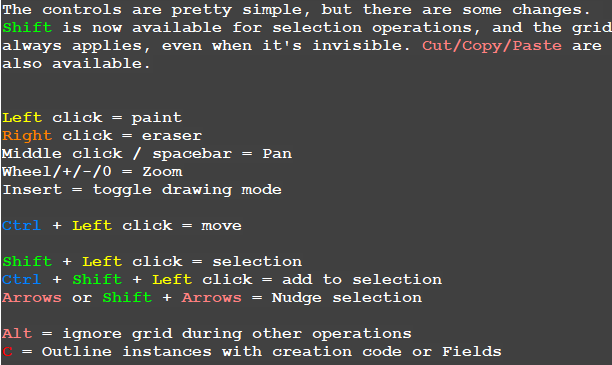 The controls are pretty simple, but there are some changes.
Shift is now available for selection operations, and the grid
always applies, even when it's invisible. Cut/Copy/Paste are
also available.
Left click = paint
Right click = eraser
Middle click / spacebar = Pan
Wheel/+/-/0 = Zoom
Insert = toggle drawing mode
Ctrl + Left click = move
Shift + Left click = selection
Ctrl + Shift + Left click = add to selection
Arrows or Shift + Arrows = Nudge selection
Alt = ignore grid during other operations
C = Outline instances with creation code or Fields